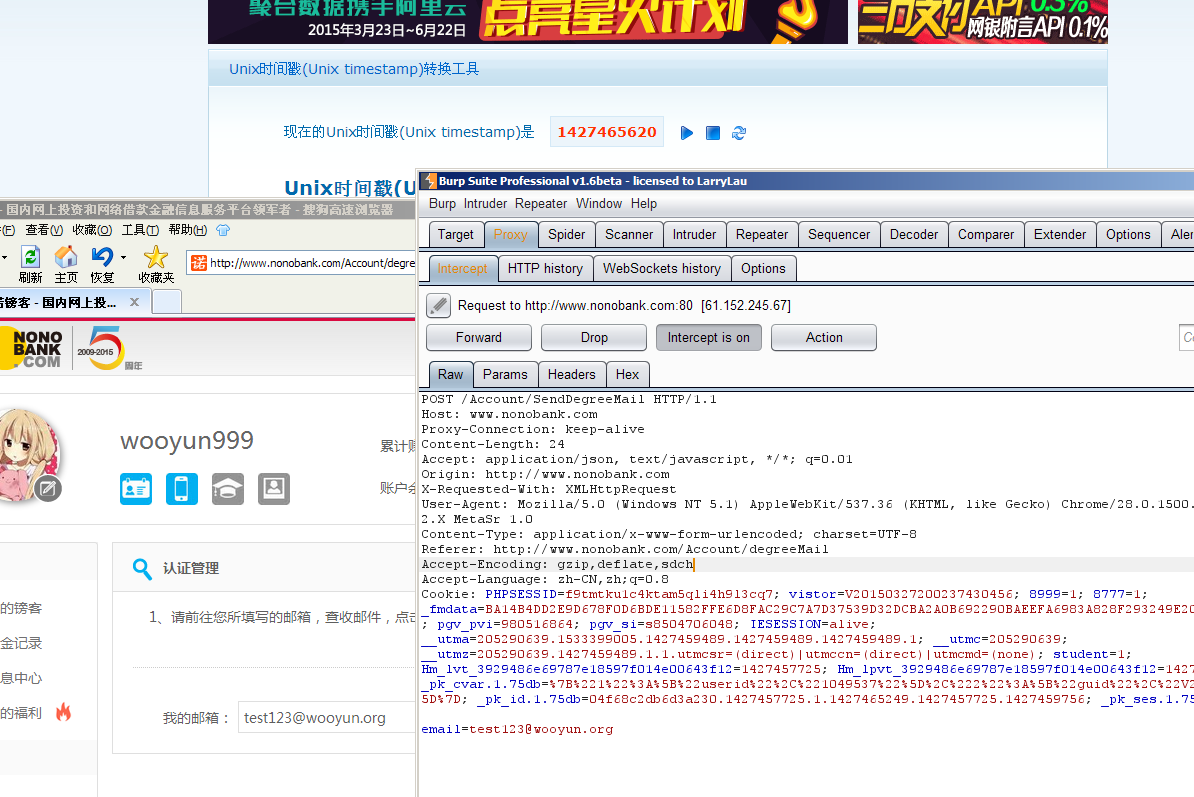 聚合数据携手阿里云
2015年3月23日~6月22日
点亮星火计划
三码支付API 0.3%
网银附言API 0.1%
Unix时间戳(Unix timestamp)转换工具
现在的Unix时间戳(Unix timestamp)是 1427465620
Unix时间戳(U
- 国内网上投资和网络借款金融信息服务平台领军者 - 搜狗高速浏览器
(F) 查看(V) 收藏(O) 工具(T) 帮助(H)
刷新 主页 恢复 收藏夹
诺 http://www.nonobank.com/Account/degre
诺镑客 - 国内网上投...
NONO
BANK
.COM
2009-2015 5 周年
wooyun999
累计
账户余
认证管理
的镑客
1、请前往您所填写的邮箱，查收邮件，点击
金记录
息中心
的福利
我的邮箱： test123@wooyun.org
Burp Suite Professional v1.6beta - licensed to LarryLau
Burp Intruder Repeater Window Help
Target Proxy Spider Scanner Intruder Repeater Sequencer Decoder Comparer Extender Options Aler
Intercept HTTP history WebSockets history Options
Request to http://www.nonobank.com:80 [61.152.245.67]
Forward Drop Intercept is on Action
Raw Params Headers Hex
POST /Account/SendDegreeMail HTTP/1.1
Host: www.nonobank.com
Proxy-Connection: keep-alive
Content-Length: 24
Accept: application/json, text/javascript, */*; q=0.01
Origin: http://www.nonobank.com
X-Requested-With: XMLHttpRequest
User-Agent: Mozilla/5.0 (Windows NT 5.1) AppleWebKit/537.36 (KHTML, like Gecko) Chrome/28.0.1500.
2.X MetaSr 1.0
Content-Type: application/x-www-form-urlencoded; charset=UTF-8
Referer: http://www.nonobank.com/Account/degreeMail
Accept-Encoding: gzip,deflate,sdch
Accept-Language: zh-CN,zh;q=0.8
Cookie: PHPSESSID=f9tmtku1c4ktam5qli4h9l3cq7; vistor=V20150327200237430456; 8999=1; 8777=1;
_fmdata=BA14B4DD2E9D678F0D6BDE11582FFE6D8FAC29C7A7D37539D32DCBA2A0B692290BAEEFA6983A828F293249E20
; pgv_pvi=980516864; pgv_si=s8504706048; IESESSION=alive;
__utma=205290639.1533399005.1427459489.1427459489.1427459489.1; __utmc=205290639;
__utmz=205290639.1427459489.1.1.utmcsr=(direct)|utmccn=(direct)|utmcmd=(none); student=1;
Hm_lvt_3929486e69787e18597f014e00643f12=1427457725; Hm_lpvt_3929486e69787e18597f014e00643f12=1427
_pk_cvar.1.75db=%7B%221%22%3A%5B%22userid%22%2C%221049537%22%5D%2C%222%22%3A%5B%22guid%22%2C%22V2
5D%7D; _pk_id.1.75db=04f68c2db6d3a230.1427457725.1.1427465249.1427457725.1427459756; _pk_ses.1.75
email=test123@wooyun.org